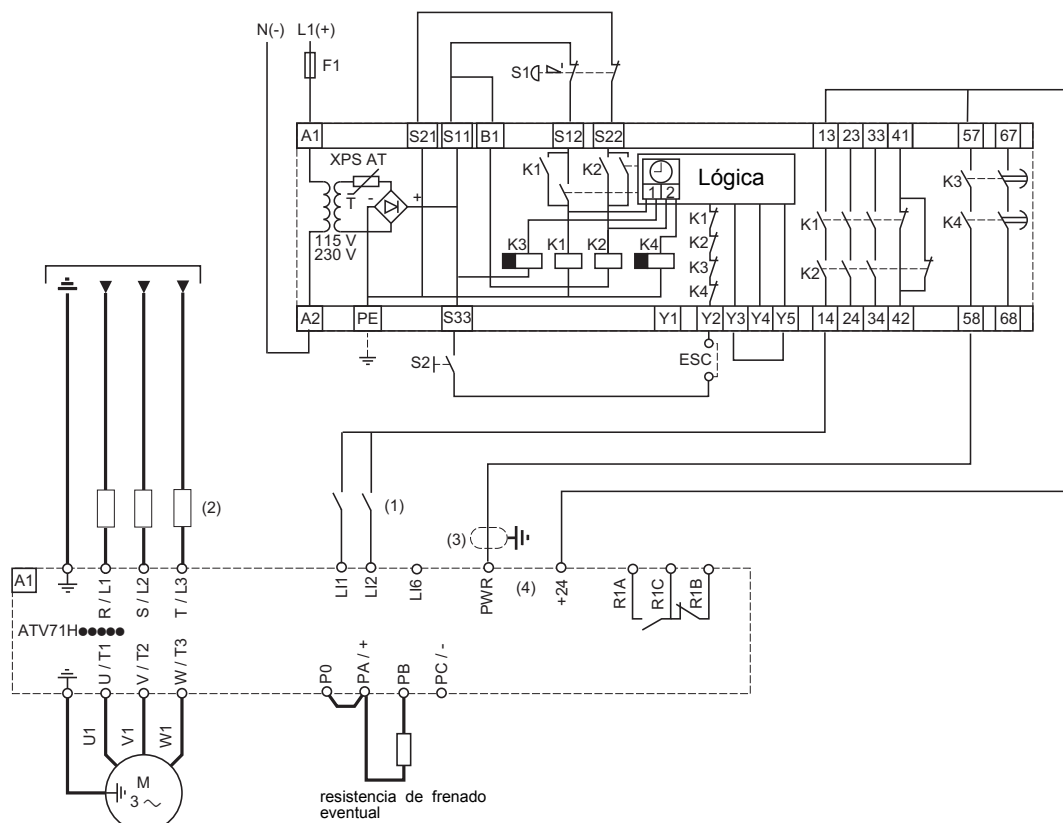 N(-) L1(+)
F1
S1
A1 S21 S11 B1 S12 S22 13 23 33 41 57 67
XPS AT
T - +
115 V
230 V
K1 K2
1 2
Lógica
K3 K1 K2 K4
K1
K2
K3
K4
K1
K2
K3
K4
A2 PE S33 Y1 Y2 Y3 Y4 Y5 14 24 34 42 58 68
S2
ESC
(1)
(2)
(3)
(4)
A1
R / L1
S / L2
T / L3
LI1
LI2
LI6
PWR
+24
R1A
R1C
R1B
ATV71H●●●●●
U / T1
V / T2
W / T3
P0
PA / +
PB
PC / -
U1
V1
W1
M
3 ~
resistencia de frenado
eventual